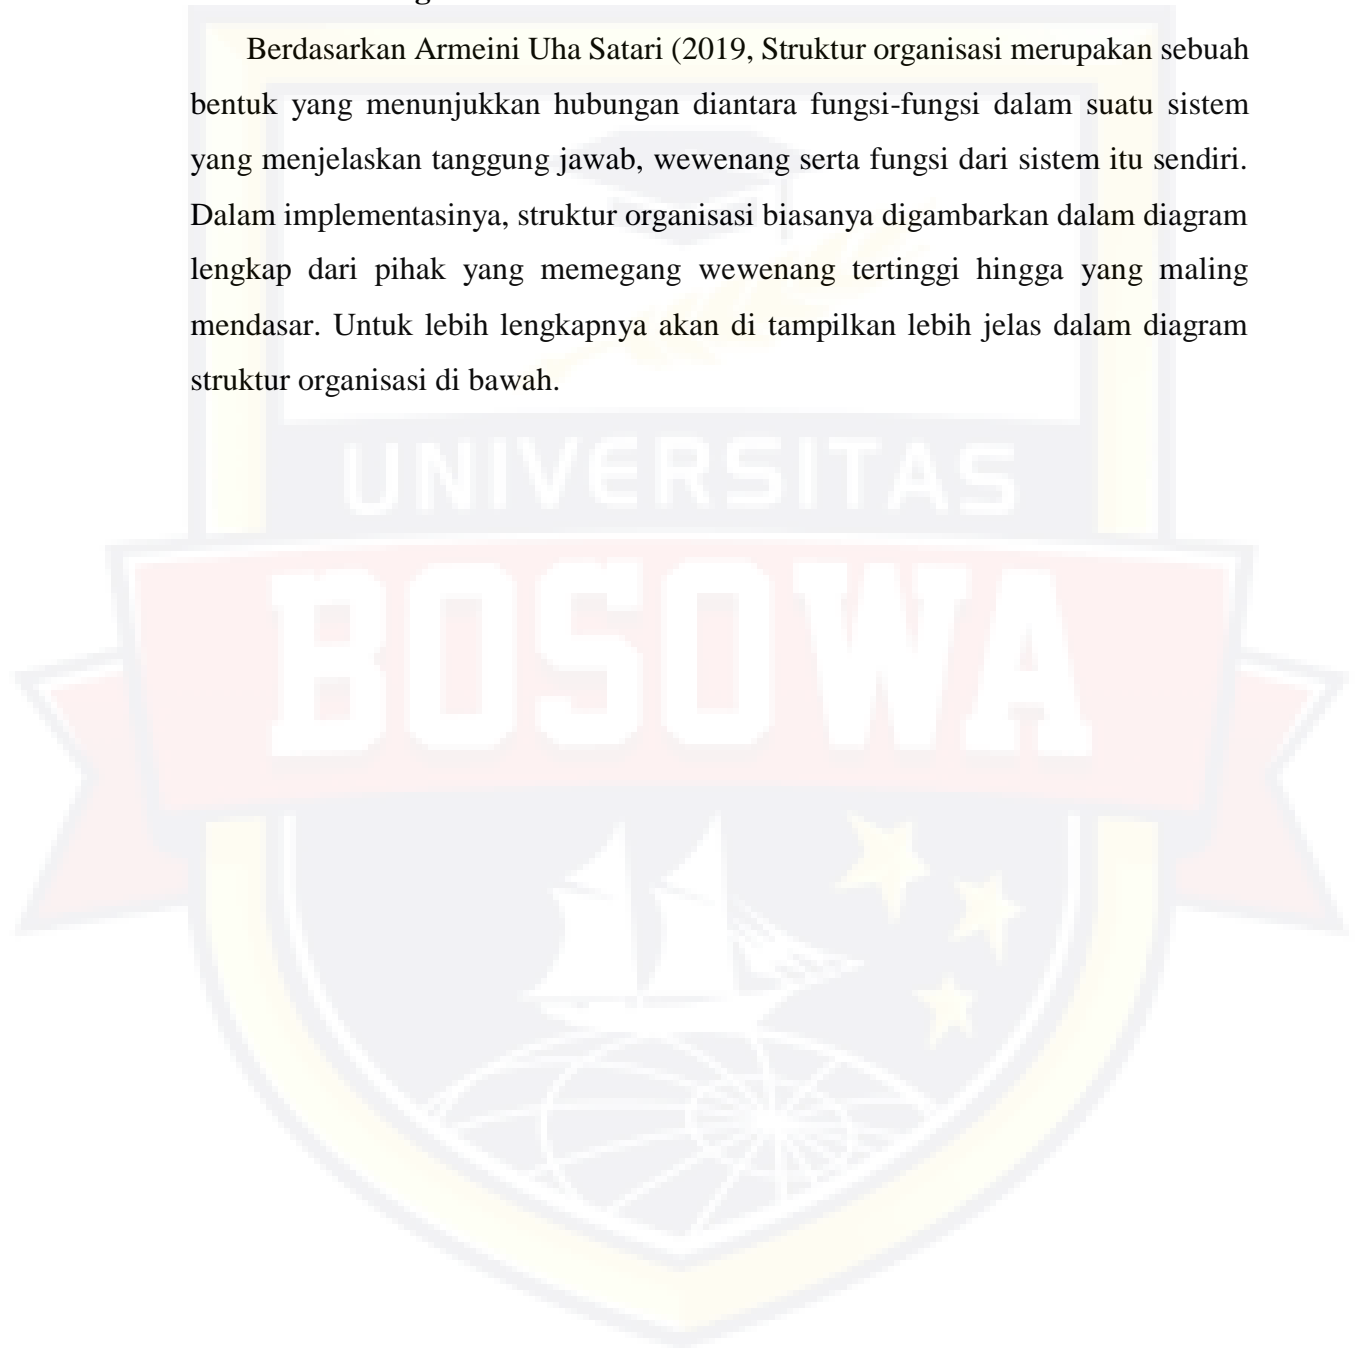 Berdasarkan Armeini Uha Satari (2019, Struktur organisasi merupakan sebuah
bentuk yang menunjukkan hubungan diantara fungsi-fungsi dalam suatu sistem
yang menjelaskan tanggung jawab, wewenang serta fungsi dari sistem itu sendiri.
Dalam implementasinya, struktur organisasi biasanya digambarkan dalam diagram
lengkap dari pihak yang memegang wewenang tertinggi hingga yang maling
mendasar. Untuk lebih lengkapnya akan di tampilkan lebih jelas dalam diagram
struktur organisasi di bawah.
UNIVERSITAS
BOSOWA